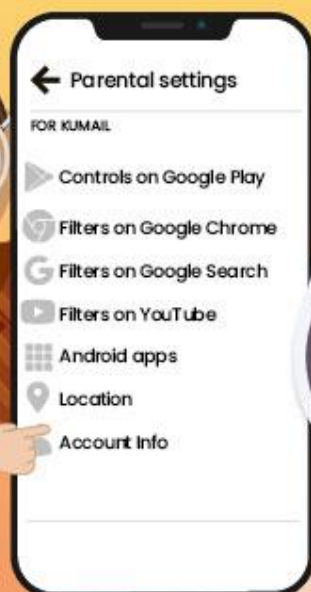 Parental settings
FOR KUMAIL
Controls on Google Play
Filters on Google Chrome
Filters on Google Search
Filters on YouTube
Android apps
Location
Account Info